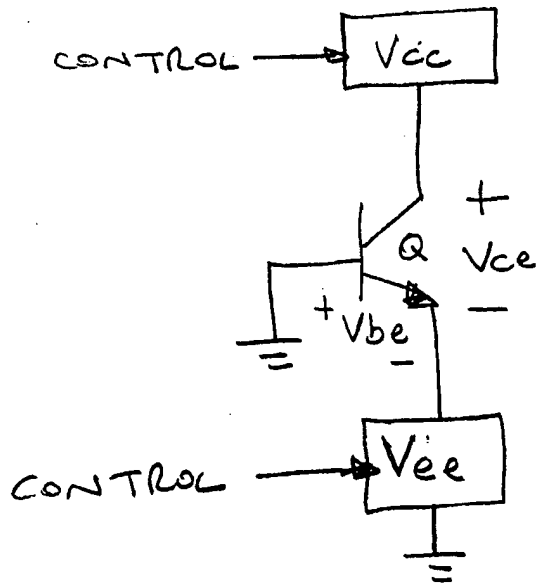 CONTROL
Vcc
+
Q
Vce
-
+
Vbe
-
CONTROL
Vee